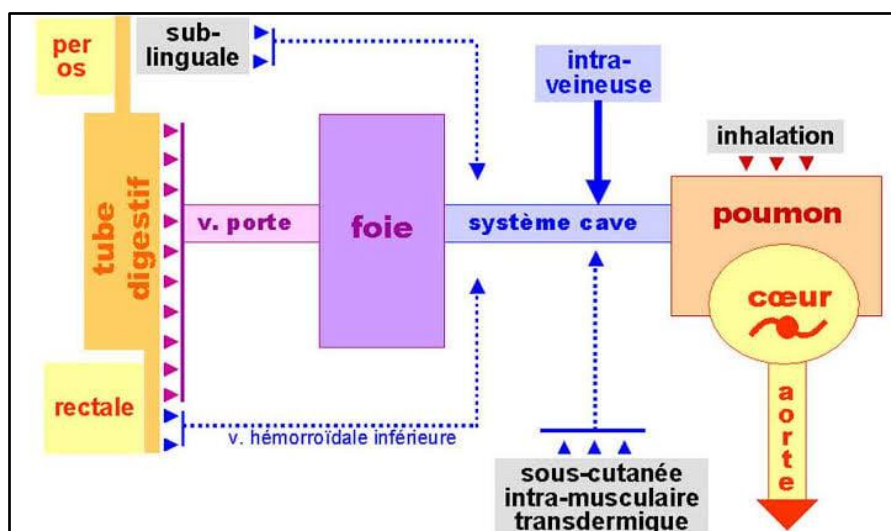 per
os
sub-
linguale
intra-
veineuse
inhalation
tube
digestif
v. porte
foie
système cave
poumon
cœur
rectale
v. hémorroïdale inférieure
aorte
sous-cutanée
intra-musculaire
transdermique